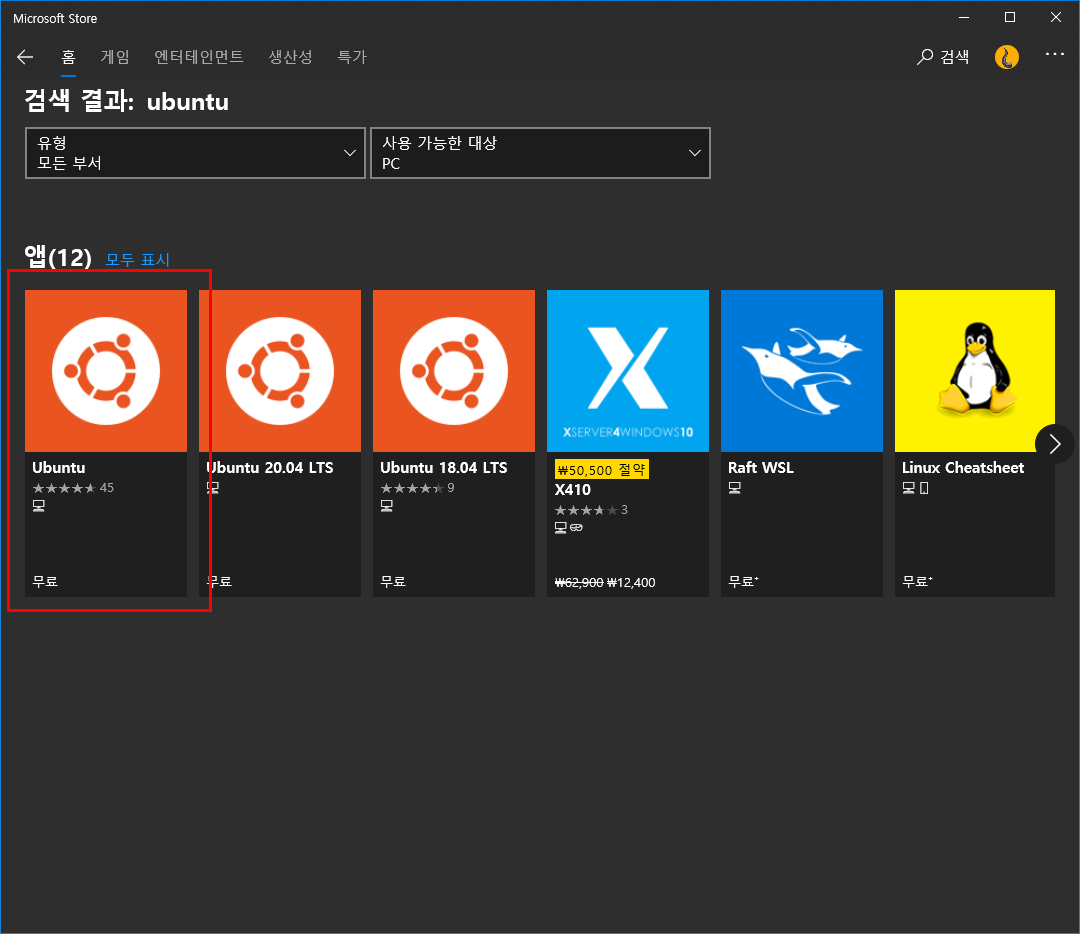 Microsoft Store
홈 게임 엔터테인먼트 생산성 특가 검색
검색 결과: ubuntu
유형
모든 부서
사용 가능한 대상
PC
앱(12) 모두 표시
Ubuntu
45
무료
Ubuntu 20.04 LTS
무료
Ubuntu 18.04 LTS
9
무료
XSERVER4WINDOWS10
₩50,500 절약
X410
3
₩62,900 ₩12,400
Raft WSL
무료+
Linux Cheatsheet
무료+